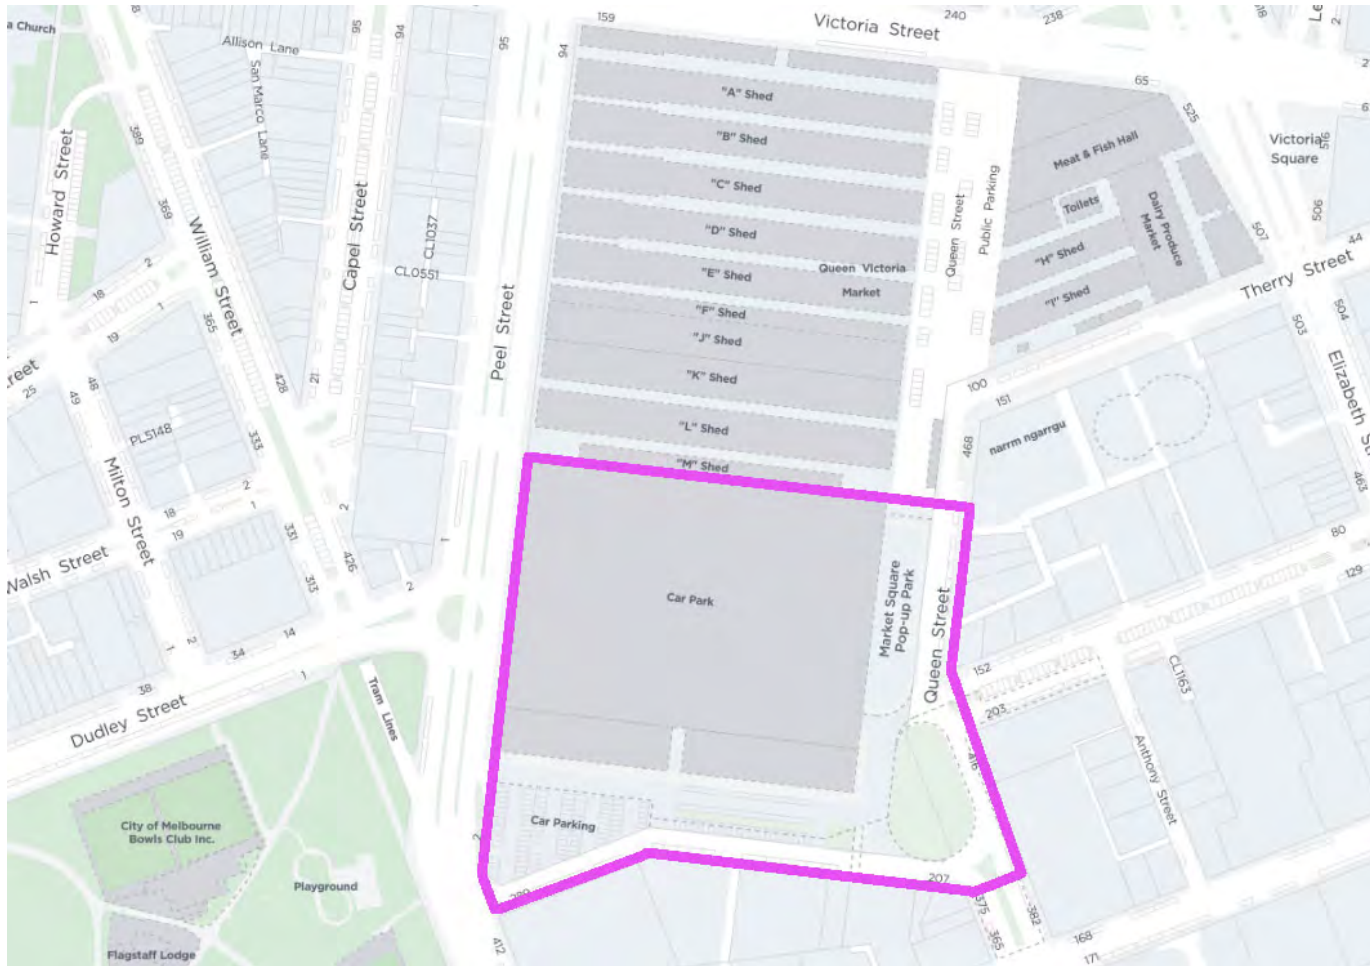 159
Victoria Street
240
238
a Church
Allison Lane
San Marco Lane
95
94
95
94
65
525
"A" Shed
"B" Shed
"C" Shed
"D" Shed
"E" Shed
"F" Shed
"J" Shed
"K" Shed
"L" Shed
"M" Shed
Queen Victoria
Market
Queen Street
Public Parking
Meat & Fish Hall
Toilets
Dairy Produce
Market
"H" Shed
"I" Shed
Victoria
Square
516
506
507
44
Therry Street
504
503
Elizabeth St
463
Howard Street
389
369
William Street
365
Capel Street
CL1037
CL0551
Peel Street
1
18
2
19
1
reet
25
48
49
PL5148
333
428
21
Milton Street
18
2
19
1
331
313
426
2
1
2
Walsh Street
1
2
34
14
38
1
Dudley Street
Tram Lines
100
151
468
narrm ngarrgu
80
129
152
203
CL1163
Anthony Street
416
Car Park
Market Square
Pop-up Park
Queen Street
Car Parking
2
City of Melbourne
Bowls Club Inc.
Playground
Flagstaff Lodge
412
207
375
382
365
168
171